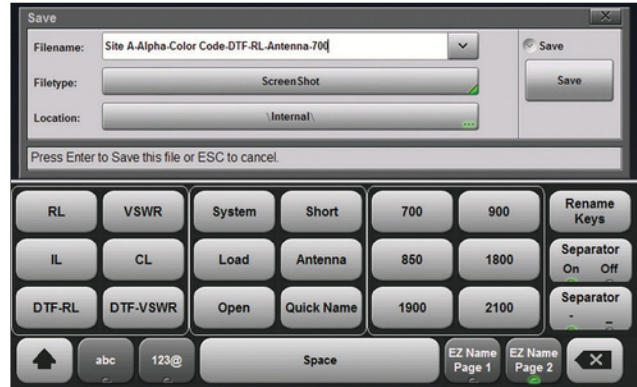 Save
Filename: Site A-Alpha-Color Code-DTF-RL-Antenna-700
Save
Filetype: ScreenShot
Save
Location: \Internal\
...
Press Enter to Save this file or ESC to cancel.
RL VSWR System Short 700 900 Rename Keys
IL CL Load Antenna 850 1800 Separator On Off
DTF-RL DTF-VSWR Open Quick Name 1900 2100 Separator - _
abc 123@ Space EZ Name Page 1 EZ Name Page 2